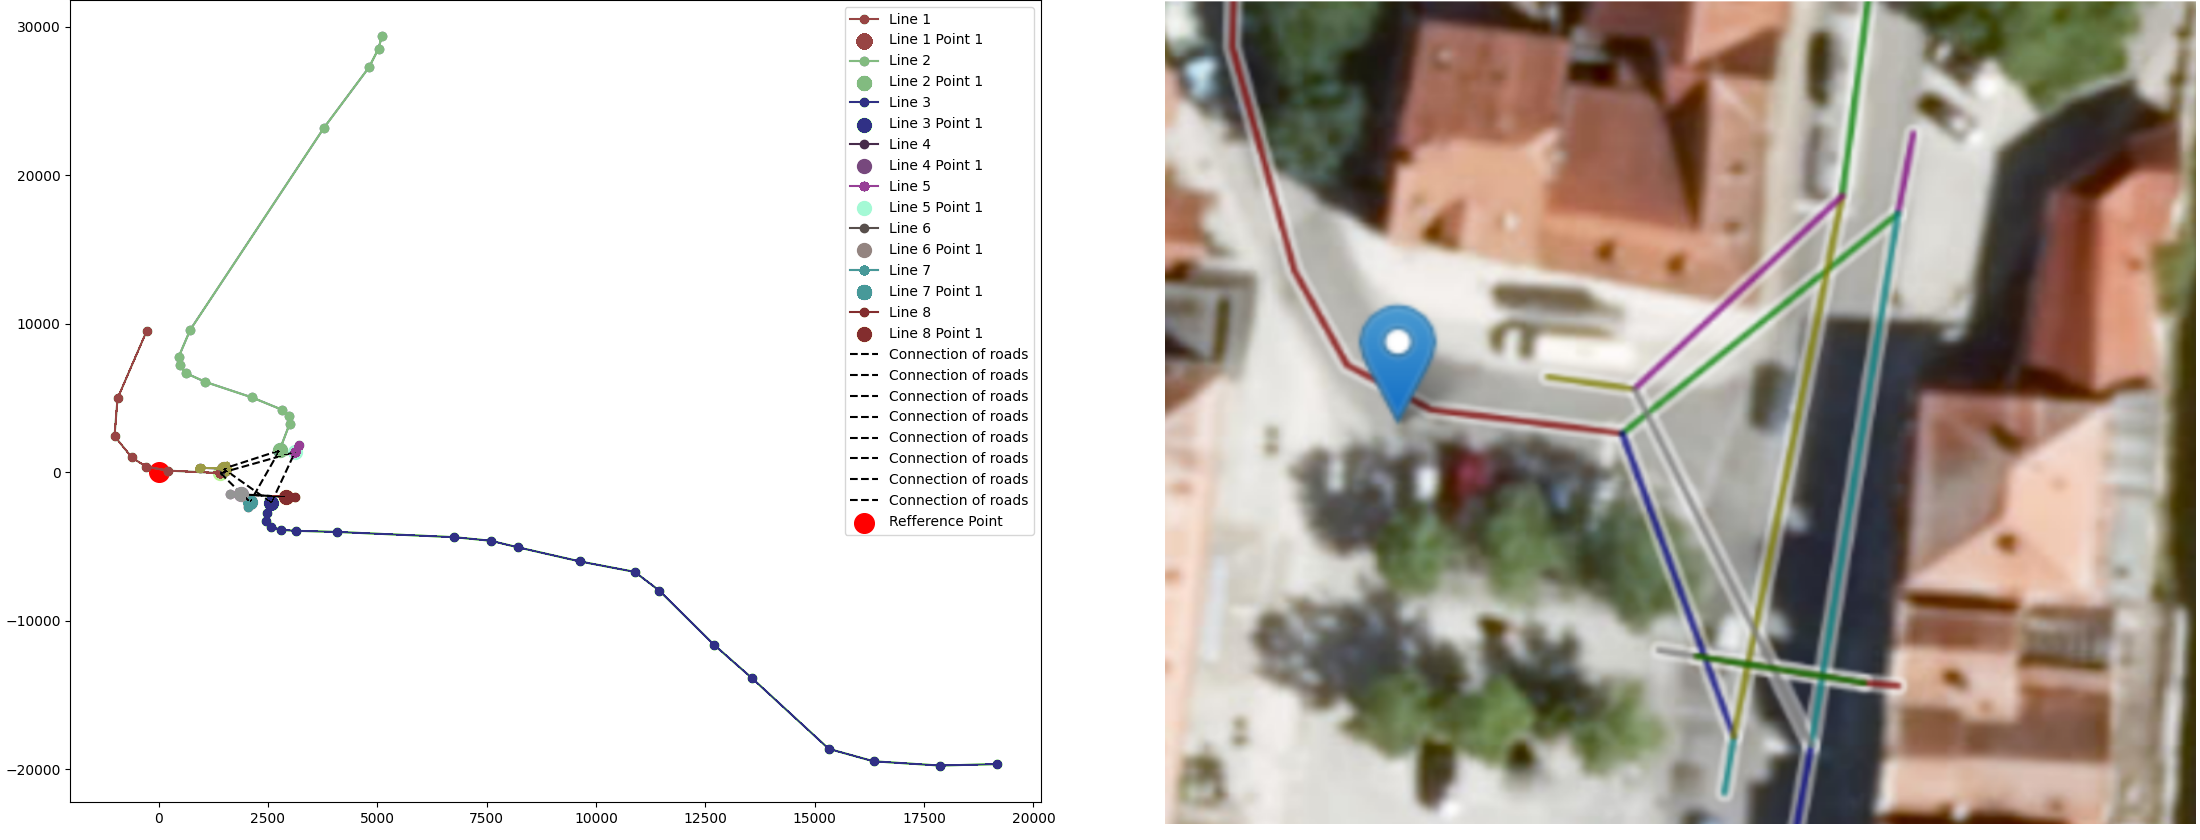 30000
20000
10000
0
−10000
−20000
0
2500
5000
7500
10000
12500
15000
17500
20000
Line 1
Line 1 Point 1
Line 2
Line 2 Point 1
Line 3
Line 3 Point 1
Line 4
Line 4 Point 1
Line 5
Line 5 Point 1
Line 6
Line 6 Point 1
Line 7
Line 7 Point 1
Line 8
Line 8 Point 1
Connection of roads
Connection of roads
Connection of roads
Connection of roads
Connection of roads
Connection of roads
Connection of roads
Connection of roads
Refference Point